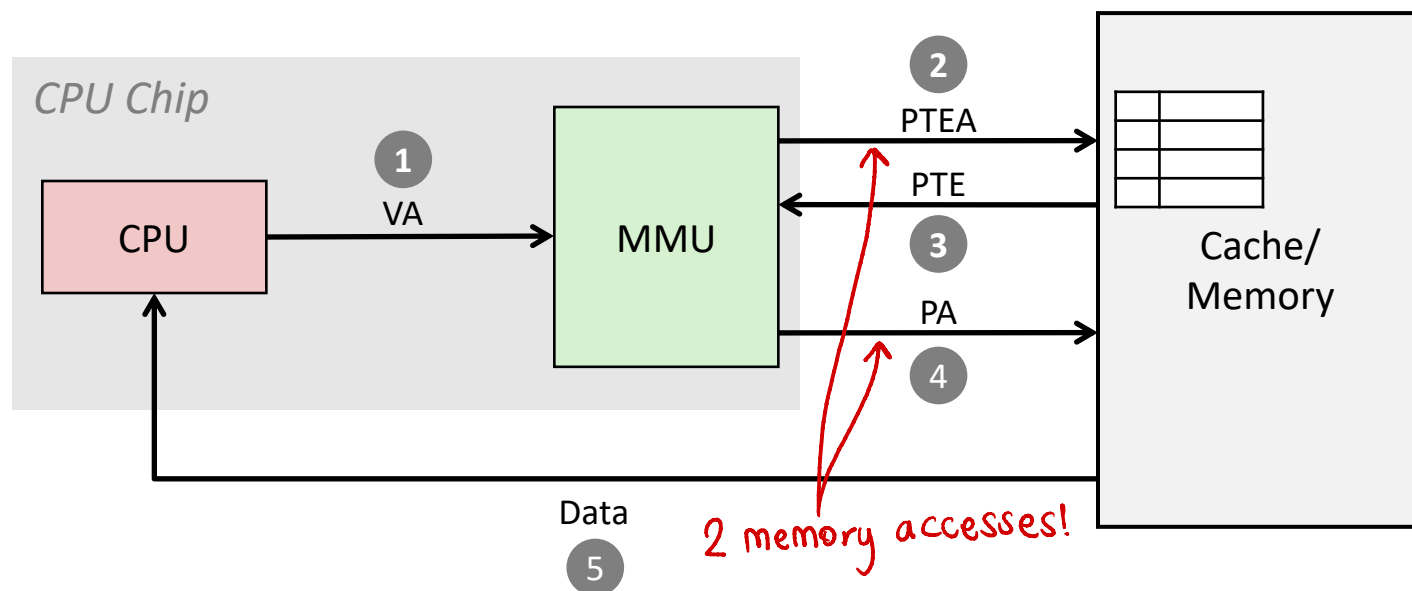 CPU Chip
2
PTEA
1
VA
PTE
CPU
MMU
3
Cache/
Memory
PA
4
Data
2 memory accesses!
5